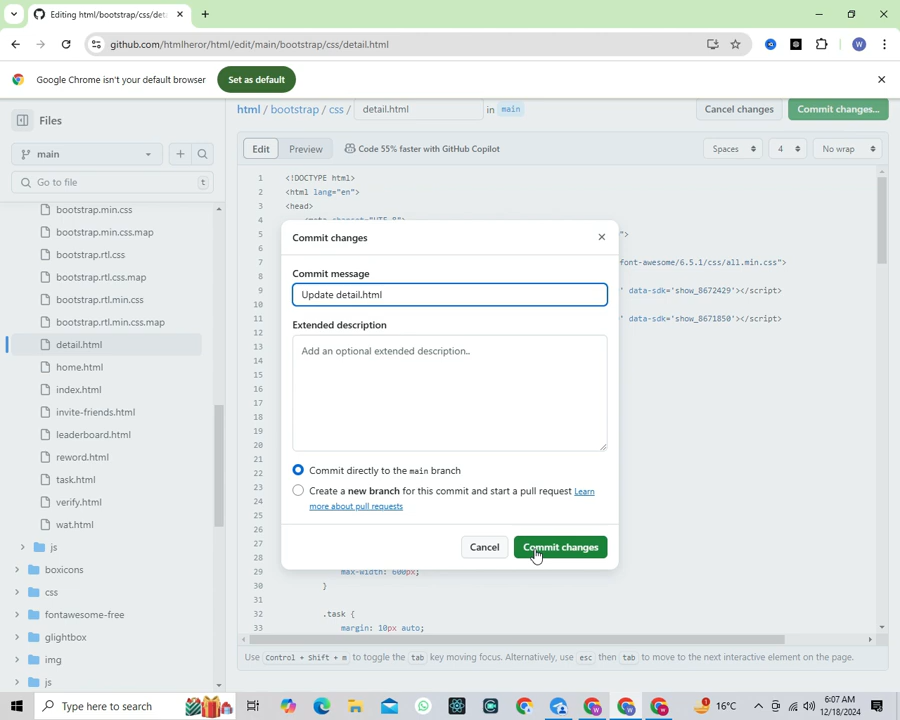 Editing html/bootstrap/css/deta
github.com/htmlheror/html/edit/main/bootstrap/css/detail.html
W
Google Chrome isn't your default browser
Set as default
Files
html / bootstrap / css / detail.html in main
Cancel changes
Commit changes...
main
Edit
Preview
Code 55% faster with GitHub Copilot
Spaces
4
No wrap
Go to file
t
bootstrap.min.css
bootstrap.min.css.map
bootstrap.rtl.css
bootstrap.rtl.css.map
bootstrap.rtl.min.css
bootstrap.rtl.min.css.map
detail.html
home.html
index.html
invite-friends.html
leaderboard.html
reword.html
task.html
verify.html
wat.html
js
boxicons
css
fontawesome-free
glightbox
img
js
1 <!DOCTYPE html>
2 <html lang="en">
3 <head>
4
5 ">
6
7 font-awesome/6.5.1/css/all.min.css">
8
9 ' data-sdk='show_8672429'></script>
10
11 ' data-sdk='show_8671850'></script>
12
13
14
15
16
17
18
19
20
21
22
23
24
25
26
27
28
29 max-width: 600px;
30 }
31
32 .task {
33 margin: 10px auto;
Commit changes
Commit message
Update detail.html
Extended description
Add an optional extended description..
Commit directly to the main branch
Create a new branch for this commit and start a pull request Learn
more about pull requests
Cancel
Commit changes
Use Control + Shift + m to toggle the tab key moving focus. Alternatively, use esc then tab to move to the next interactive element on the page.
Type here to search
16°C
6:07 AM
12/18/2024